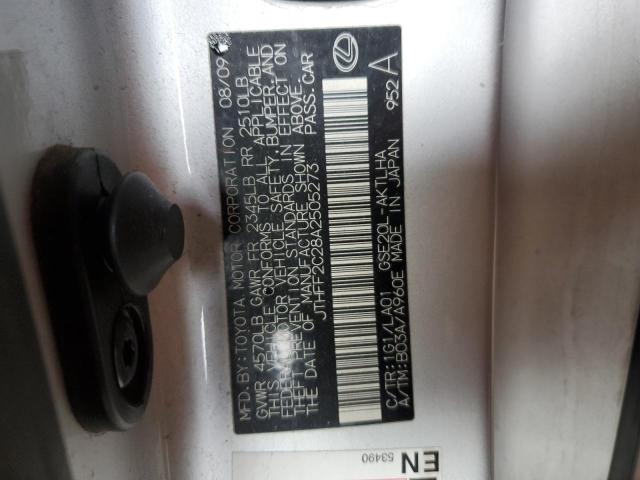 MFD. BY: TOYOTA MOTOR CORPORATION 08/09
GVWR 4570LB GAWR FR 2345LB RR 2510LB
THIS VEHICLE CONFORMS TO ALL APPLICABLE
FEDERAL MOTOR VEHICLE SAFETY, BUMPER, AND
THEFT PREVENTION STANDARDS IN EFFECT ON
THE DATE OF MANUFACTURE SHOWN ABOVE.
JTHFF2C28A2505273 PASS. CAR
C/TR: 1G1/LA01 GSE20L -AKTLHA
A/TM: B03A/A960E MADE IN JAPAN 952 A
53490
EN